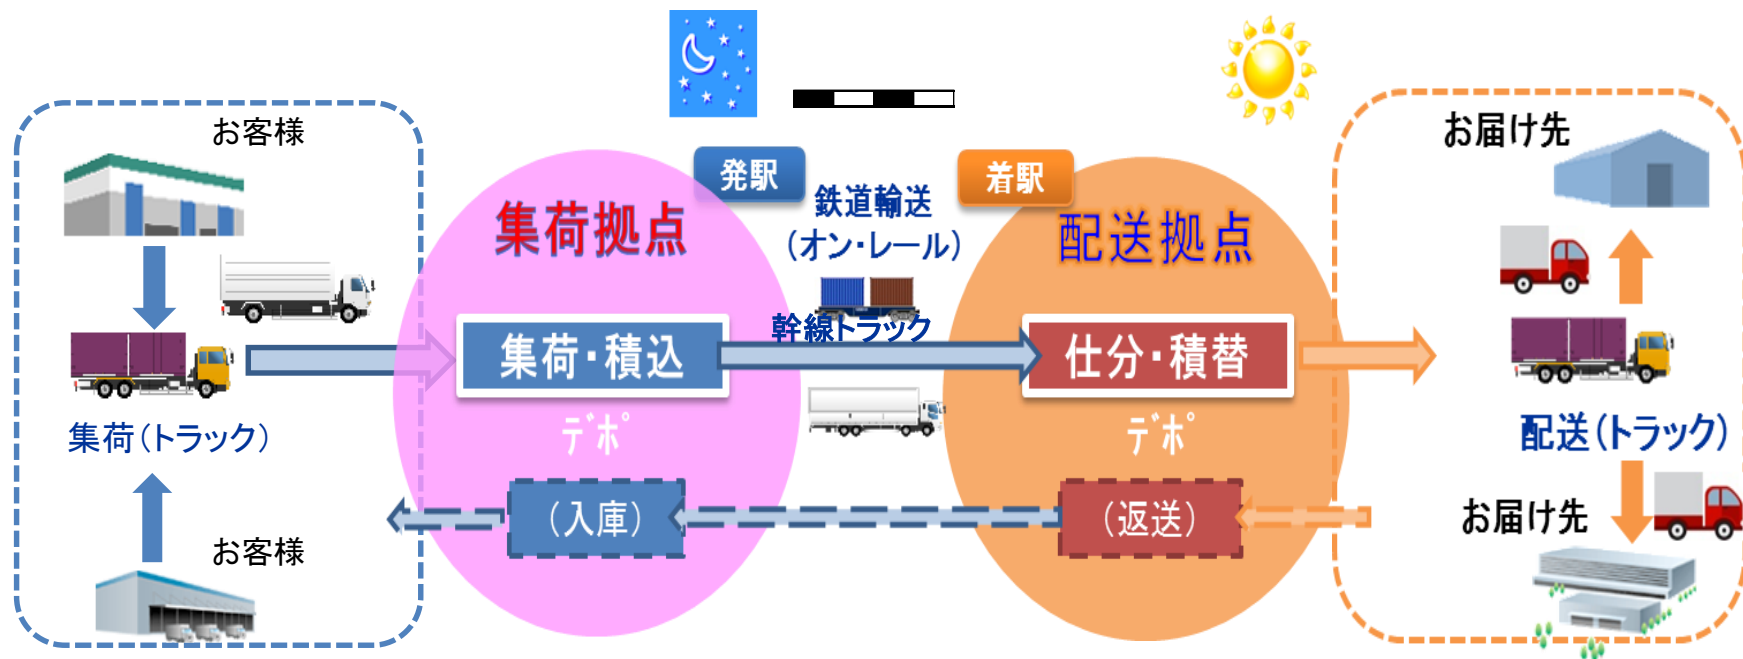 お客様
集荷(トラック)
お客様
集荷拠点
集荷・積込
デポ
(入庫)
発駅
鉄道輸送
(オン・レール)
幹線トラック
着駅
配送拠点
仕分・積替
デポ
(返送)
お届け先
配送(トラック)
お届け先